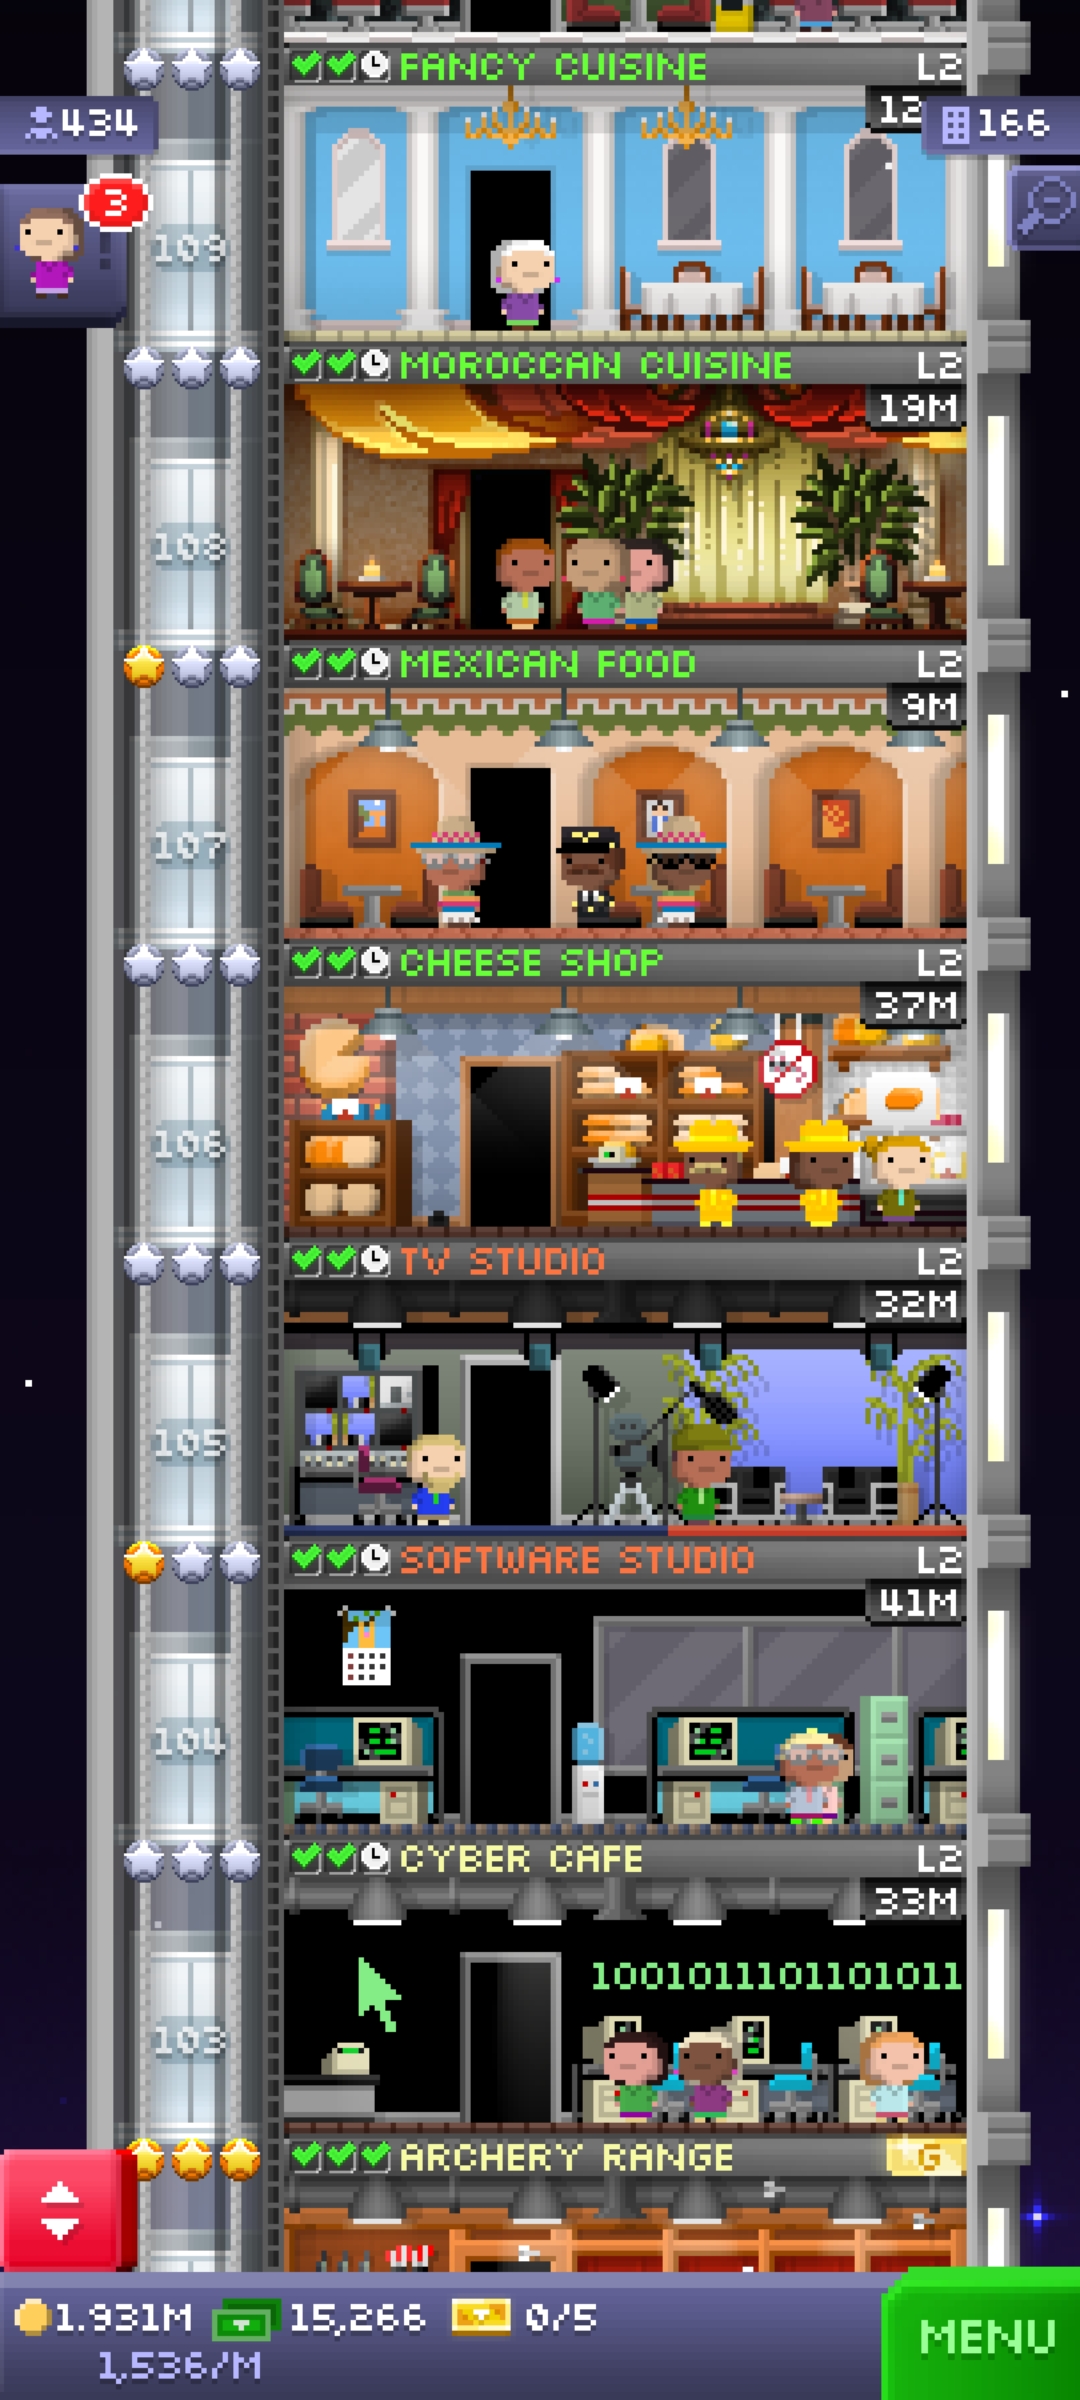 FANCY CUISINE L2
12
434
166
3
109
MOROCCAN CUISINE L2
19M
108
MEXICAN FOOD L2
9M
107
CHEESE SHOP L2
37M
106
TV STUDIO L2
32M
105
SOFTWARE STUDIO L2
41M
104
CYBER CAFE L2
33M
1001011101101011
103
ARCHERY RANGE G
1.931M 15,266 0/5
1,536/M
MENU